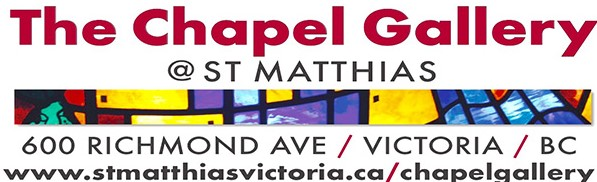 The Chapel Gallery
@ ST MATTHIAS
600 RICHMOND AVE / VICTORIA / BC
www.stmatthiasvictoria.ca/chapelgallery